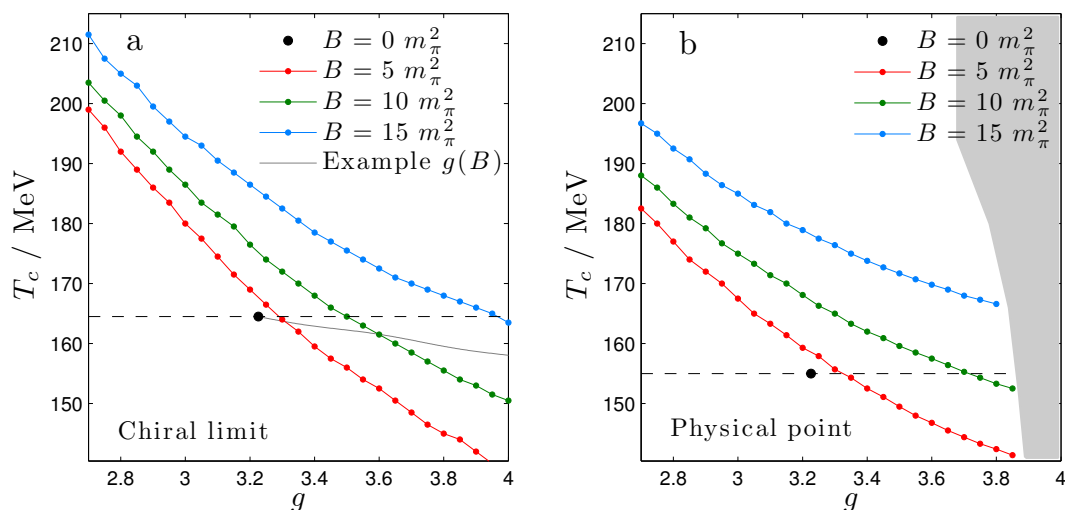 a
B = 0 m_π^2
B = 5 m_π^2
B = 10 m_π^2
B = 15 m_π^2
Example g(B)
T_c / MeV
210
200
190
180
170
160
150
Chiral limit
2.8 3 3.2 3.4 3.6 3.8 4
g
b
B = 0 m_π^2
B = 5 m_π^2
B = 10 m_π^2
B = 15 m_π^2
T_c / MeV
210
200
190
180
170
160
150
Physical point
2.8 3 3.2 3.4 3.6 3.8 4
g